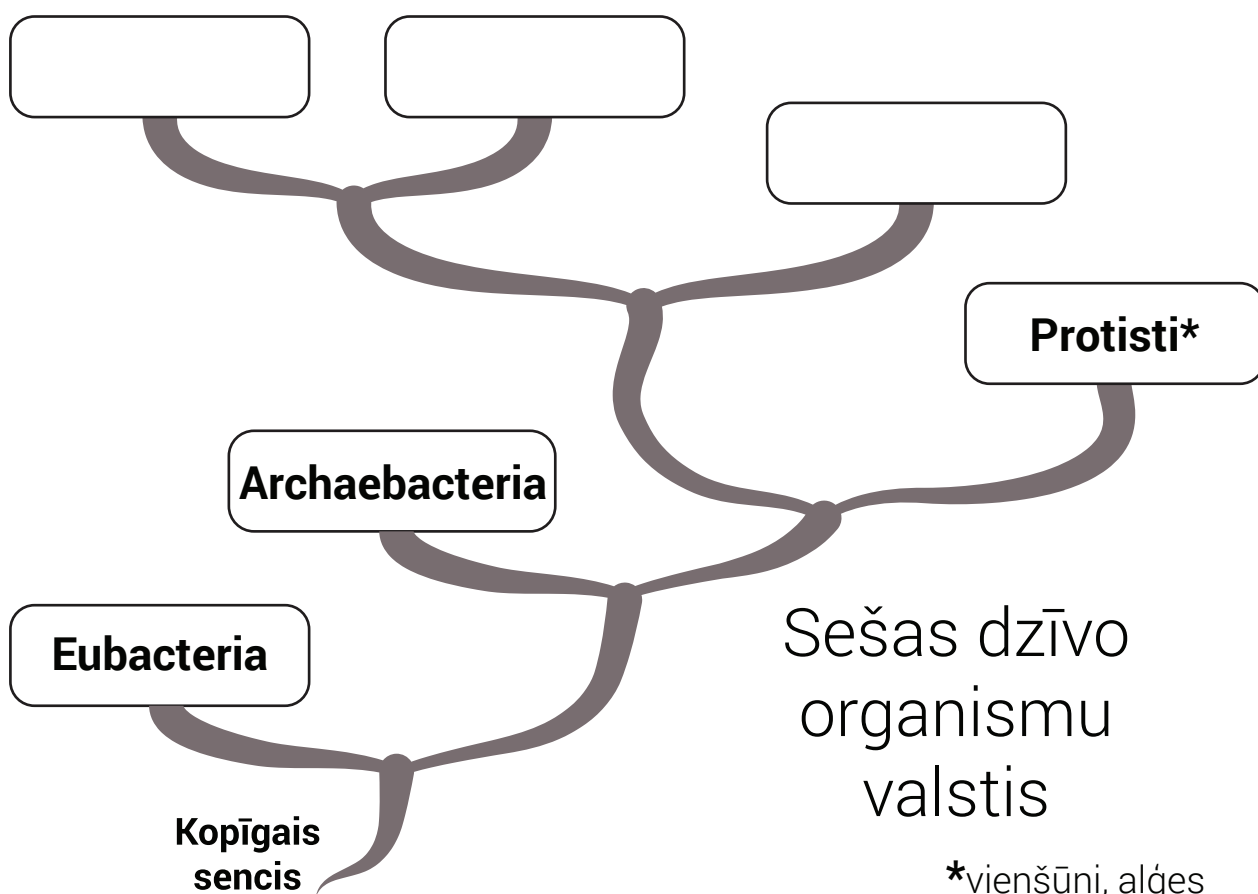 Protisti*
Archaebacteria
Eubacteria
Sešas dzīvo
organismu
valstis
Kopīgais
sencis
*vienšūņi, aļģes